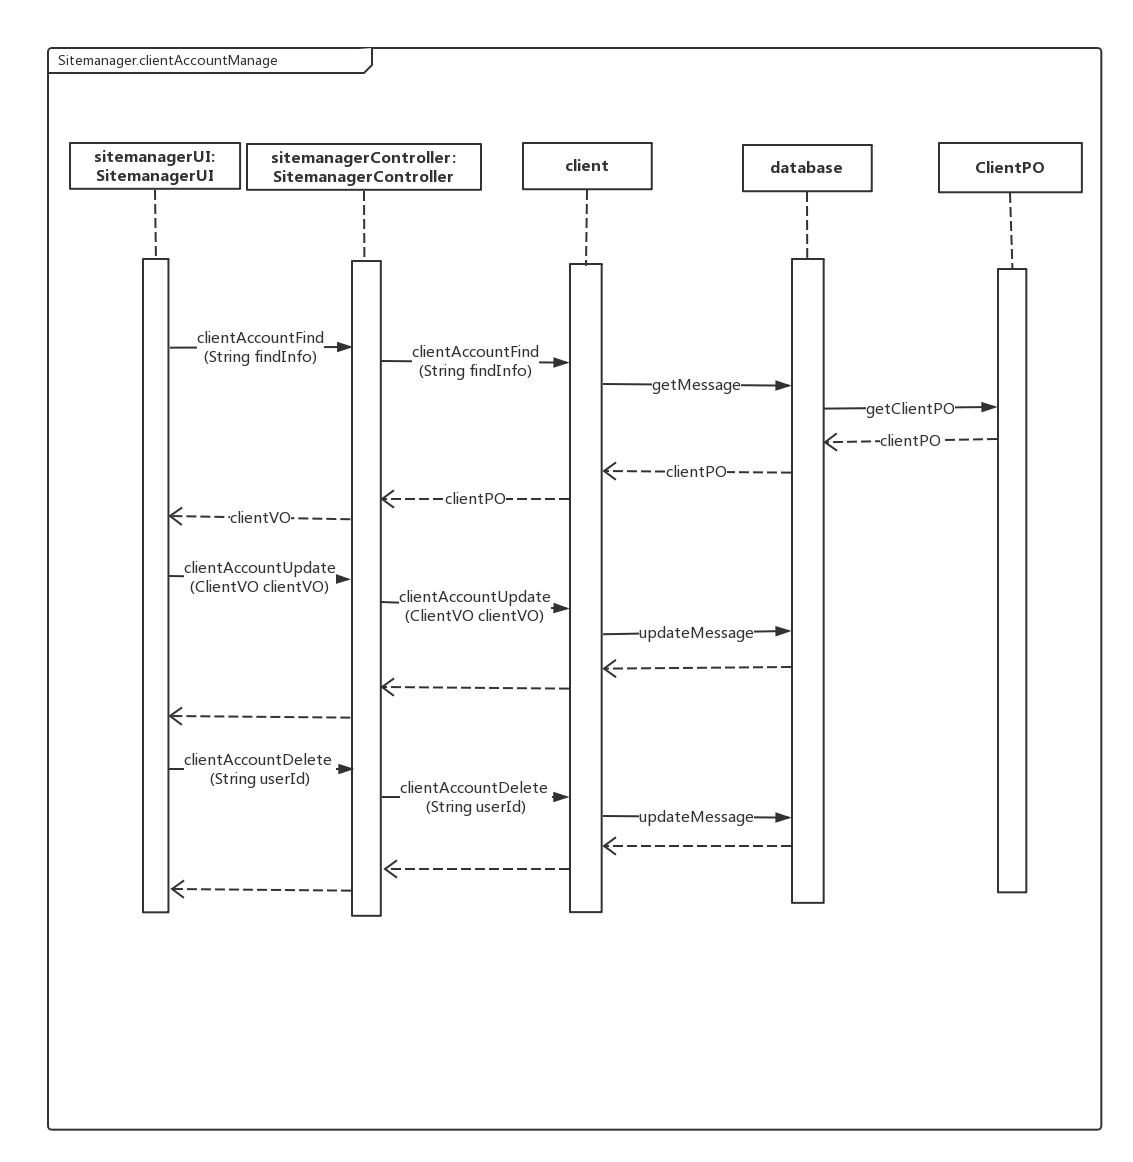 Sitemanager.clientAccountManage
sitemanagerUI:
SitemanagerUI
sitemanagerController:
SitemanagerController
client
database
ClientPO
clientAccountFind
(String findInfo)
clientAccountFind
(String findInfo)
getMessage
getClientPO
clientPO
clientPO
clientPO
clientVO
clientAccountUpdate
(ClientVO clientVO)
clientAccountUpdate
(ClientVO clientVO)
updateMessage
clientAccountDelete
(String userId)
clientAccountDelete
(String userId)
updateMessage